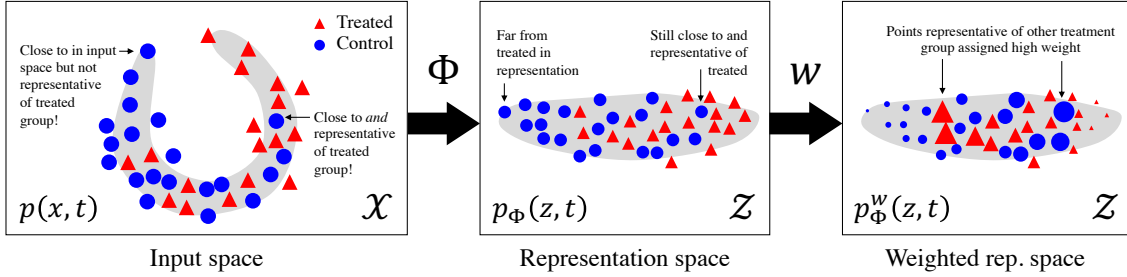 Close to in input
space but not
representative
of treated
group!
Treated
Control
Close to and
representative
of treated
group!
p(x, t)
𝒳
Input space
Φ
Far from
treated in
representation
Still close to and
representative of
treated
p_Φ(z, t)
𝒵
Representation space
w
Points representative of other treatment
group assigned high weight
p_Φ^w(z, t)
𝒵
Weighted rep. space